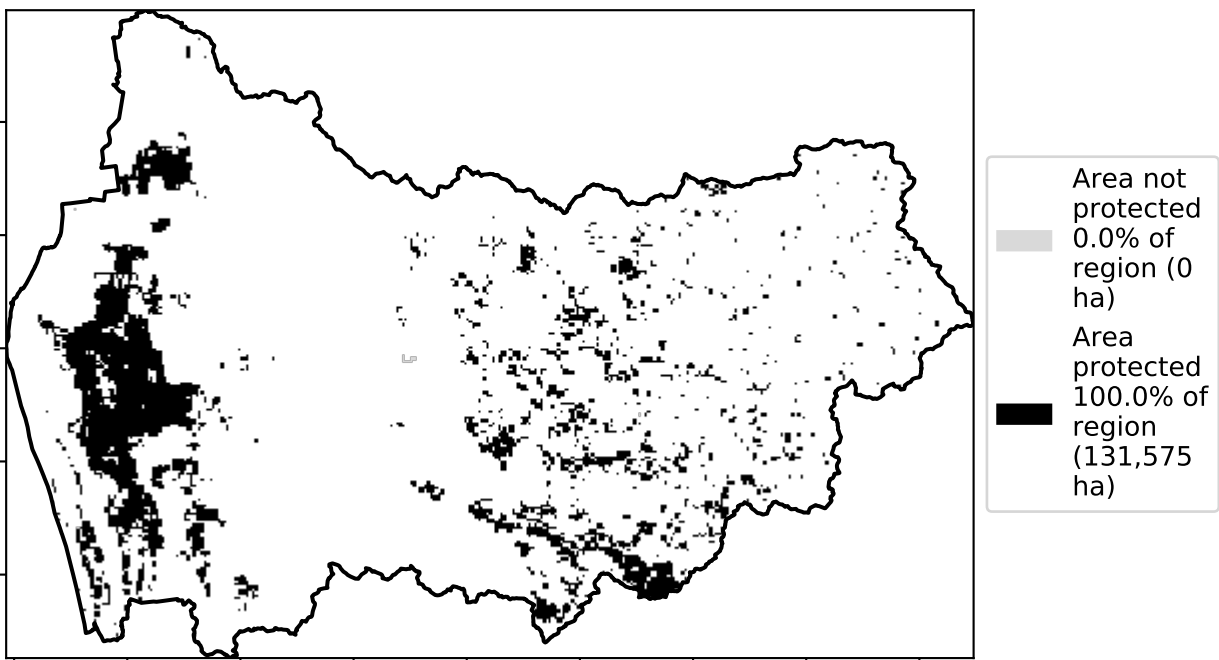 Area not
protected
0.0% of
region (0
ha)
Area
protected
100.0% of
region
(131,575
ha)